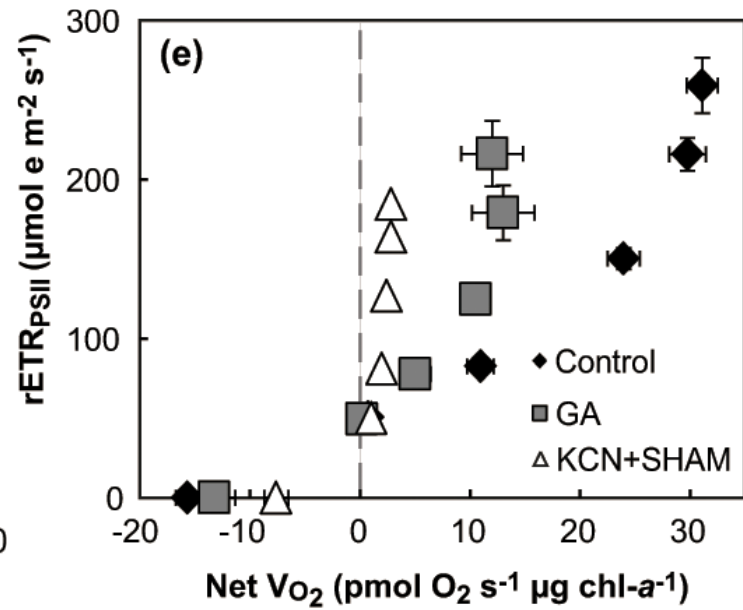 300
(e)
200
100
0
rETRPSII (µmol e m-2 s-1)
Control
GA
KCN+SHAM
-20 -10 0 10 20 30
0
Net VO2 (pmol O2 s-1 µg chl-a-1)